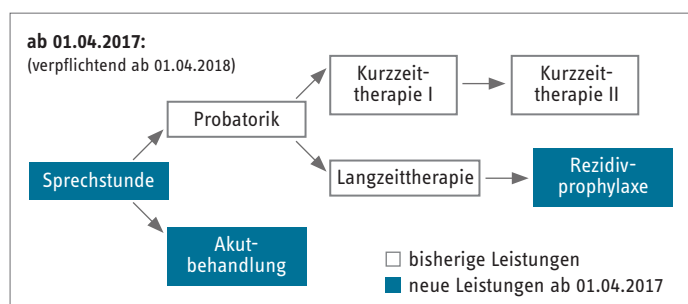 ab 01.04.2017:
(verpflichtend ab 01.04.2018)
Kurzzeit-
therapie I
Kurzzeit-
therapie II
Probatorik
Sprechstunde
Langzeittherapie
Rezidiv-
prophylaxe
Akut-
behandlung
bisherige Leistungen
neue Leistungen ab 01.04.2017